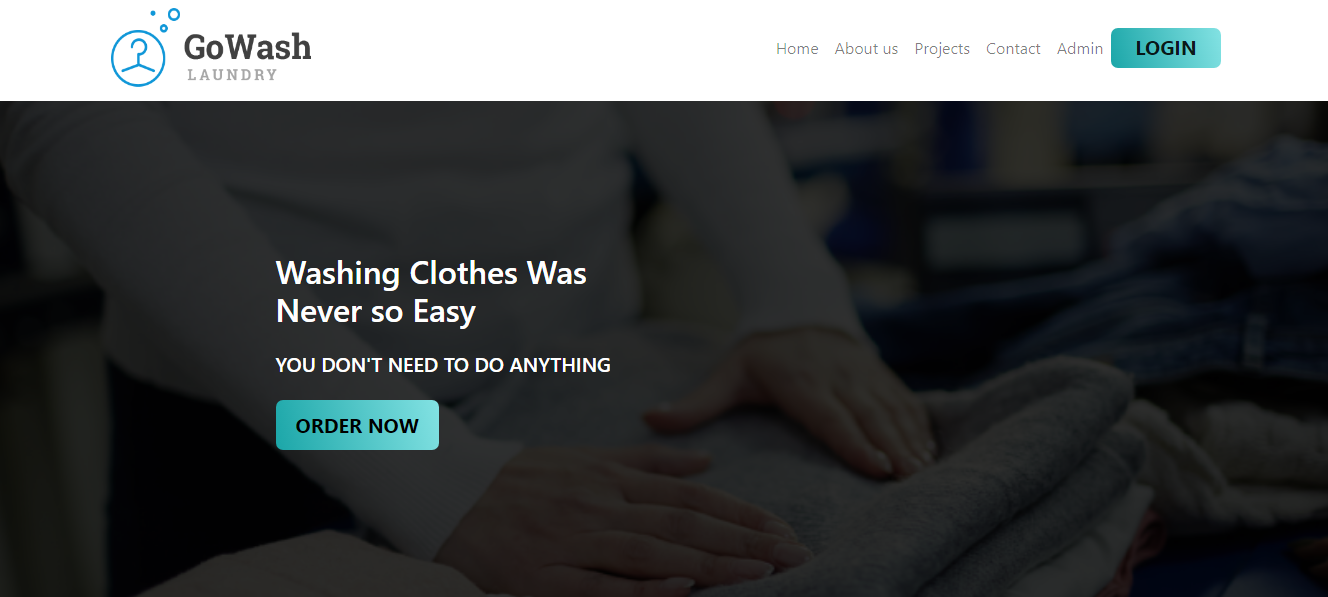 GoWash
LAUNDRY
Home About us Projects Contact Admin LOGIN
Washing Clothes Was
Never so Easy
YOU DON'T NEED TO DO ANYTHING
ORDER NOW